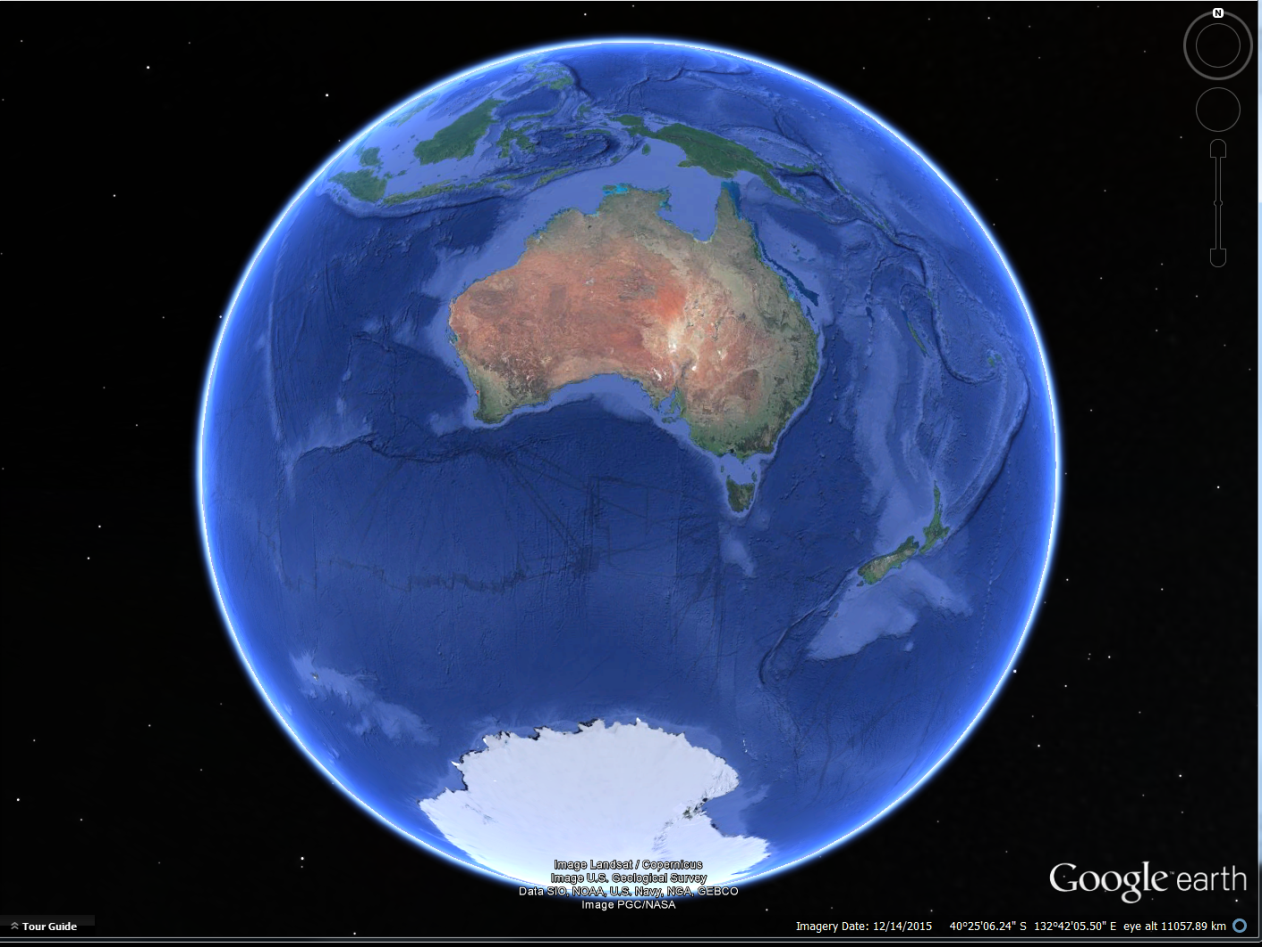 N
Image Landsat / Copernicus
Image U.S. Geological Survey
Data SIO, NOAA, U.S. Navy, NGA, GEBCO
Image PGC/NASA
Google earth
Tour Guide
Imagery Date: 12/14/2015 40°25'06.24" S 132°42'05.50" E eye alt 11057.89 km